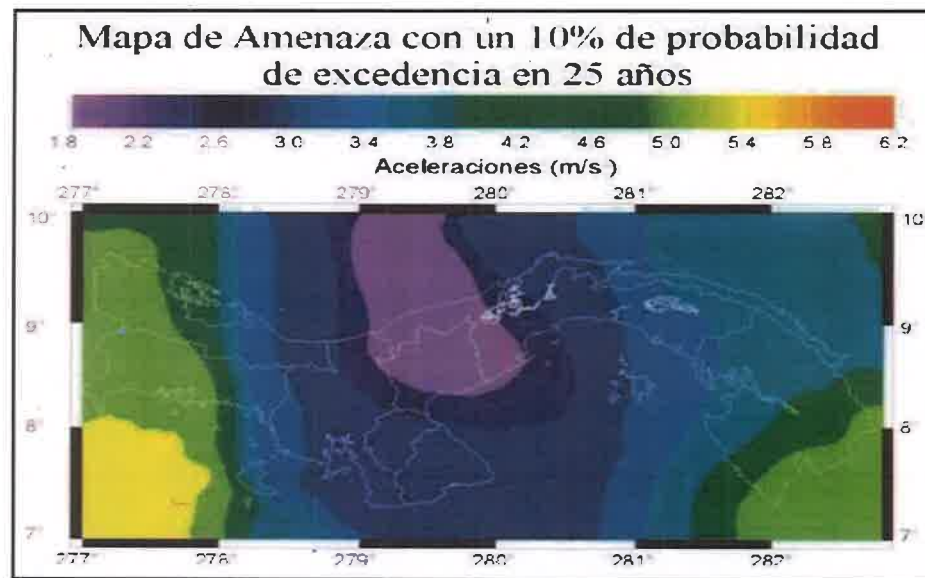 Mapa de Amenaza con un 10% de probabilidad
de excedencia en 25 años
1.8 2.2 2.6 3.0 3.4 3.8 4.2 4.6 5.0 5.4 5.8 6.2
Aceleraciones (m/s )
277° 278° 279° 280° 281° 282°
10° 10°
9° 9°
8° 8°
7° 7°
277° 278° 279° 280° 281° 282°